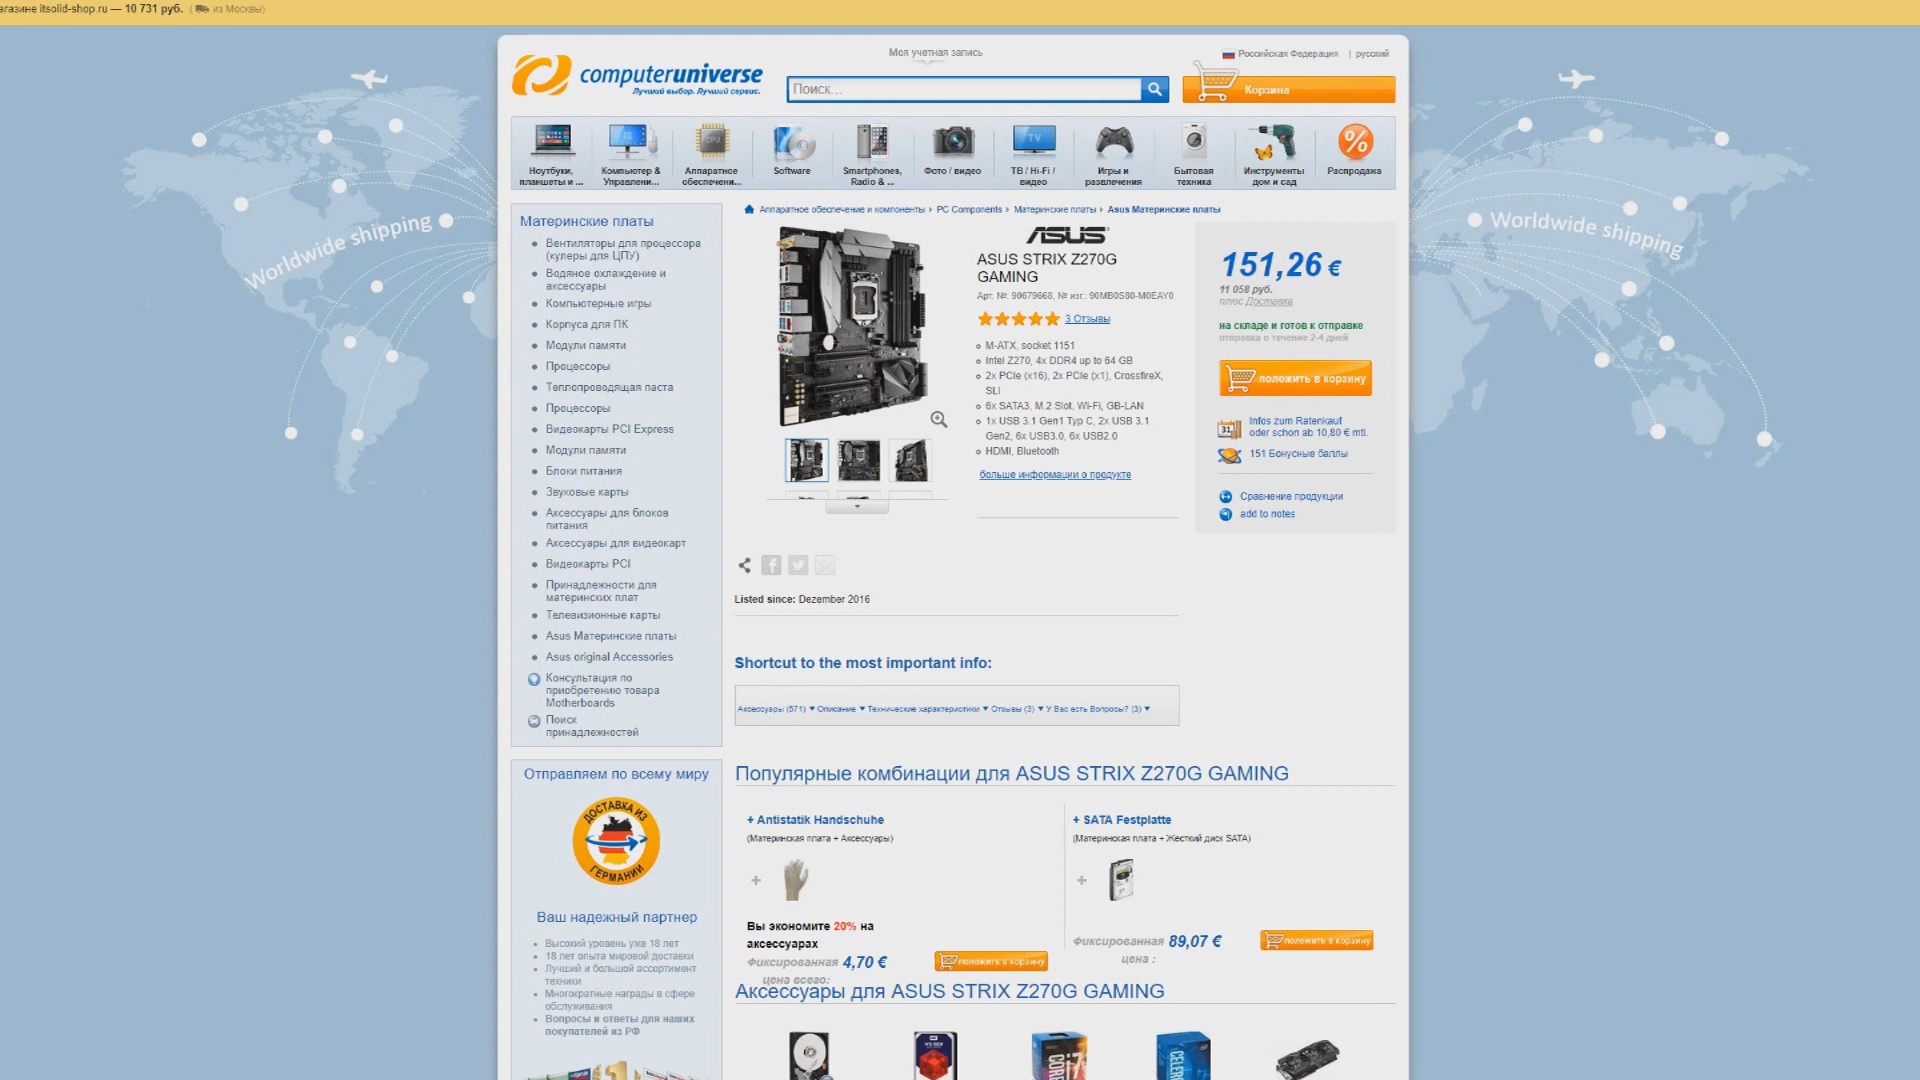 агазине itsolid-shop.ru — 10 731 руб. ( из Москвы)
Моя учетная запись
Российская Федерация | русский
computeruniverse
Лучший выбор. Лучший сервис.
Поиск...
Корзина
Ноутбуки, планшеты и ...
Компьютер & Управлени...
Аппаратное обеспечени...
Software
Smartphones, Radio & ...
Фото / видео
ТВ / Hi-Fi / видео
Игры и развлечения
Бытовая техника
Инструменты дом и сад
Распродажа
Worldwide shipping
Worldwide shipping
Материнские платы
Вентиляторы для процессора
(кулеры для ЦПУ)
Водяное охлаждение и
аксессуары
Компьютерные игры
Корпуса для ПК
Модули памяти
Процессоры
Теплопроводящая паста
Процессоры
Видеокарты PCI Express
Модули памяти
Блоки питания
Звуковые карты
Аксессуары для блоков
питания
Аксессуары для видеокарт
Видеокарты PCI
Принадлежности для
материнских плат
Телевизионные карты
Asus Материнские платы
Asus original Accessories
Консультация по
приобретению товара
Motherboards
Поиск
принадлежностей
Отправляем по всему миру
ДОСТАВКА ИЗ
ГЕРМАНИИ
Ваш надежный партнер
Высокий уровень уже 18 лет
18 лет опыта мировой доставки
Лучший и большой ассортимент
техники
Многократные награды в сфере
обслуживания
Вопросы и ответы для наших
покупателей из РФ
Аппаратное обеспечение и компоненты PC Components Материнские платы Asus Материнские платы
ASUS
ASUS STRIX Z270G
GAMING
Арт. №: 90679668, № изг.: 90MB0S80-M0EAY0
3 Отзывы
M-ATX, socket 1151
Intel Z270, 4x DDR4 up to 64 GB
2x PCIe (x16), 2x PCIe (x1), CrossfireX,
SLI
6x SATA3, M.2 Slot, Wi-Fi, GB-LAN
1x USB 3.1 Gen1 Typ C, 2x USB 3.1
Gen2, 6x USB3.0, 6x USB2.0
HDMI, Bluetooth
больше информации о продукте
151,26 €
11 058 руб.
плюс Доставка
на складе и готов к отправке
отправка в течение 2-4 дней
положить в корзину
Infos zum Ratenkauf
oder schon ab 10,80 € mtl.
151 Бонусные баллы
Сравнение продукции
add to notes
Listed since: Dezember 2016
Shortcut to the most important info:
Аксессуары (571) Описание Технические характеристики Отзывы (3) У Вас есть Вопросы? (3)
Популярные комбинации для ASUS STRIX Z270G GAMING
+ Antistatik Handschuhe
(Материнская плата + Аксессуары)
+
Вы экономите 20% на
аксессуарах
Фиксированная 4,70 €
цена всего:
положить в корзину
+ SATA Festplatte
(Материнская плата + Жесткий диск SATA)
+
Фиксированная 89,07 €
цена :
положить в корзину
Аксессуары для ASUS STRIX Z270G GAMING